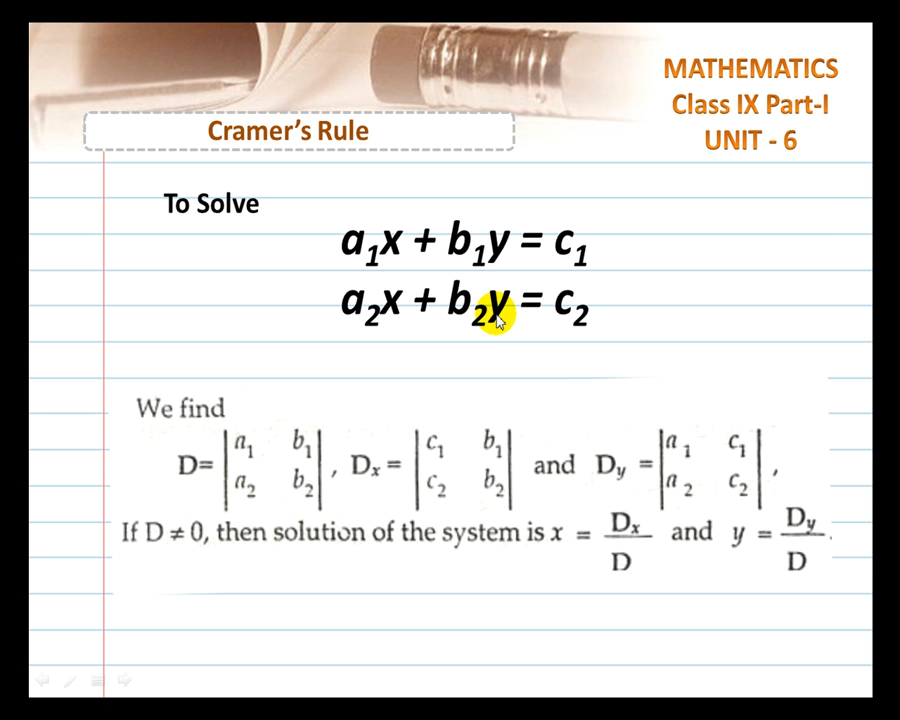 MATHEMATICS
Class IX Part-I
UNIT - 6
Cramer's Rule
To Solve
a₁x + b₁y = c₁
a₂x + b₂y = c₂
We find
D= | a₁ b₁ | , Dₓ = | c₁ b₁ | and Dᵧ = | a₁ c₁ | ,
| a₂ b₂ | | c₂ b₂ | | a₂ c₂ |
If D ≠ 0, then solution of the system is x = Dₓ/D and y = Dᵧ/D .